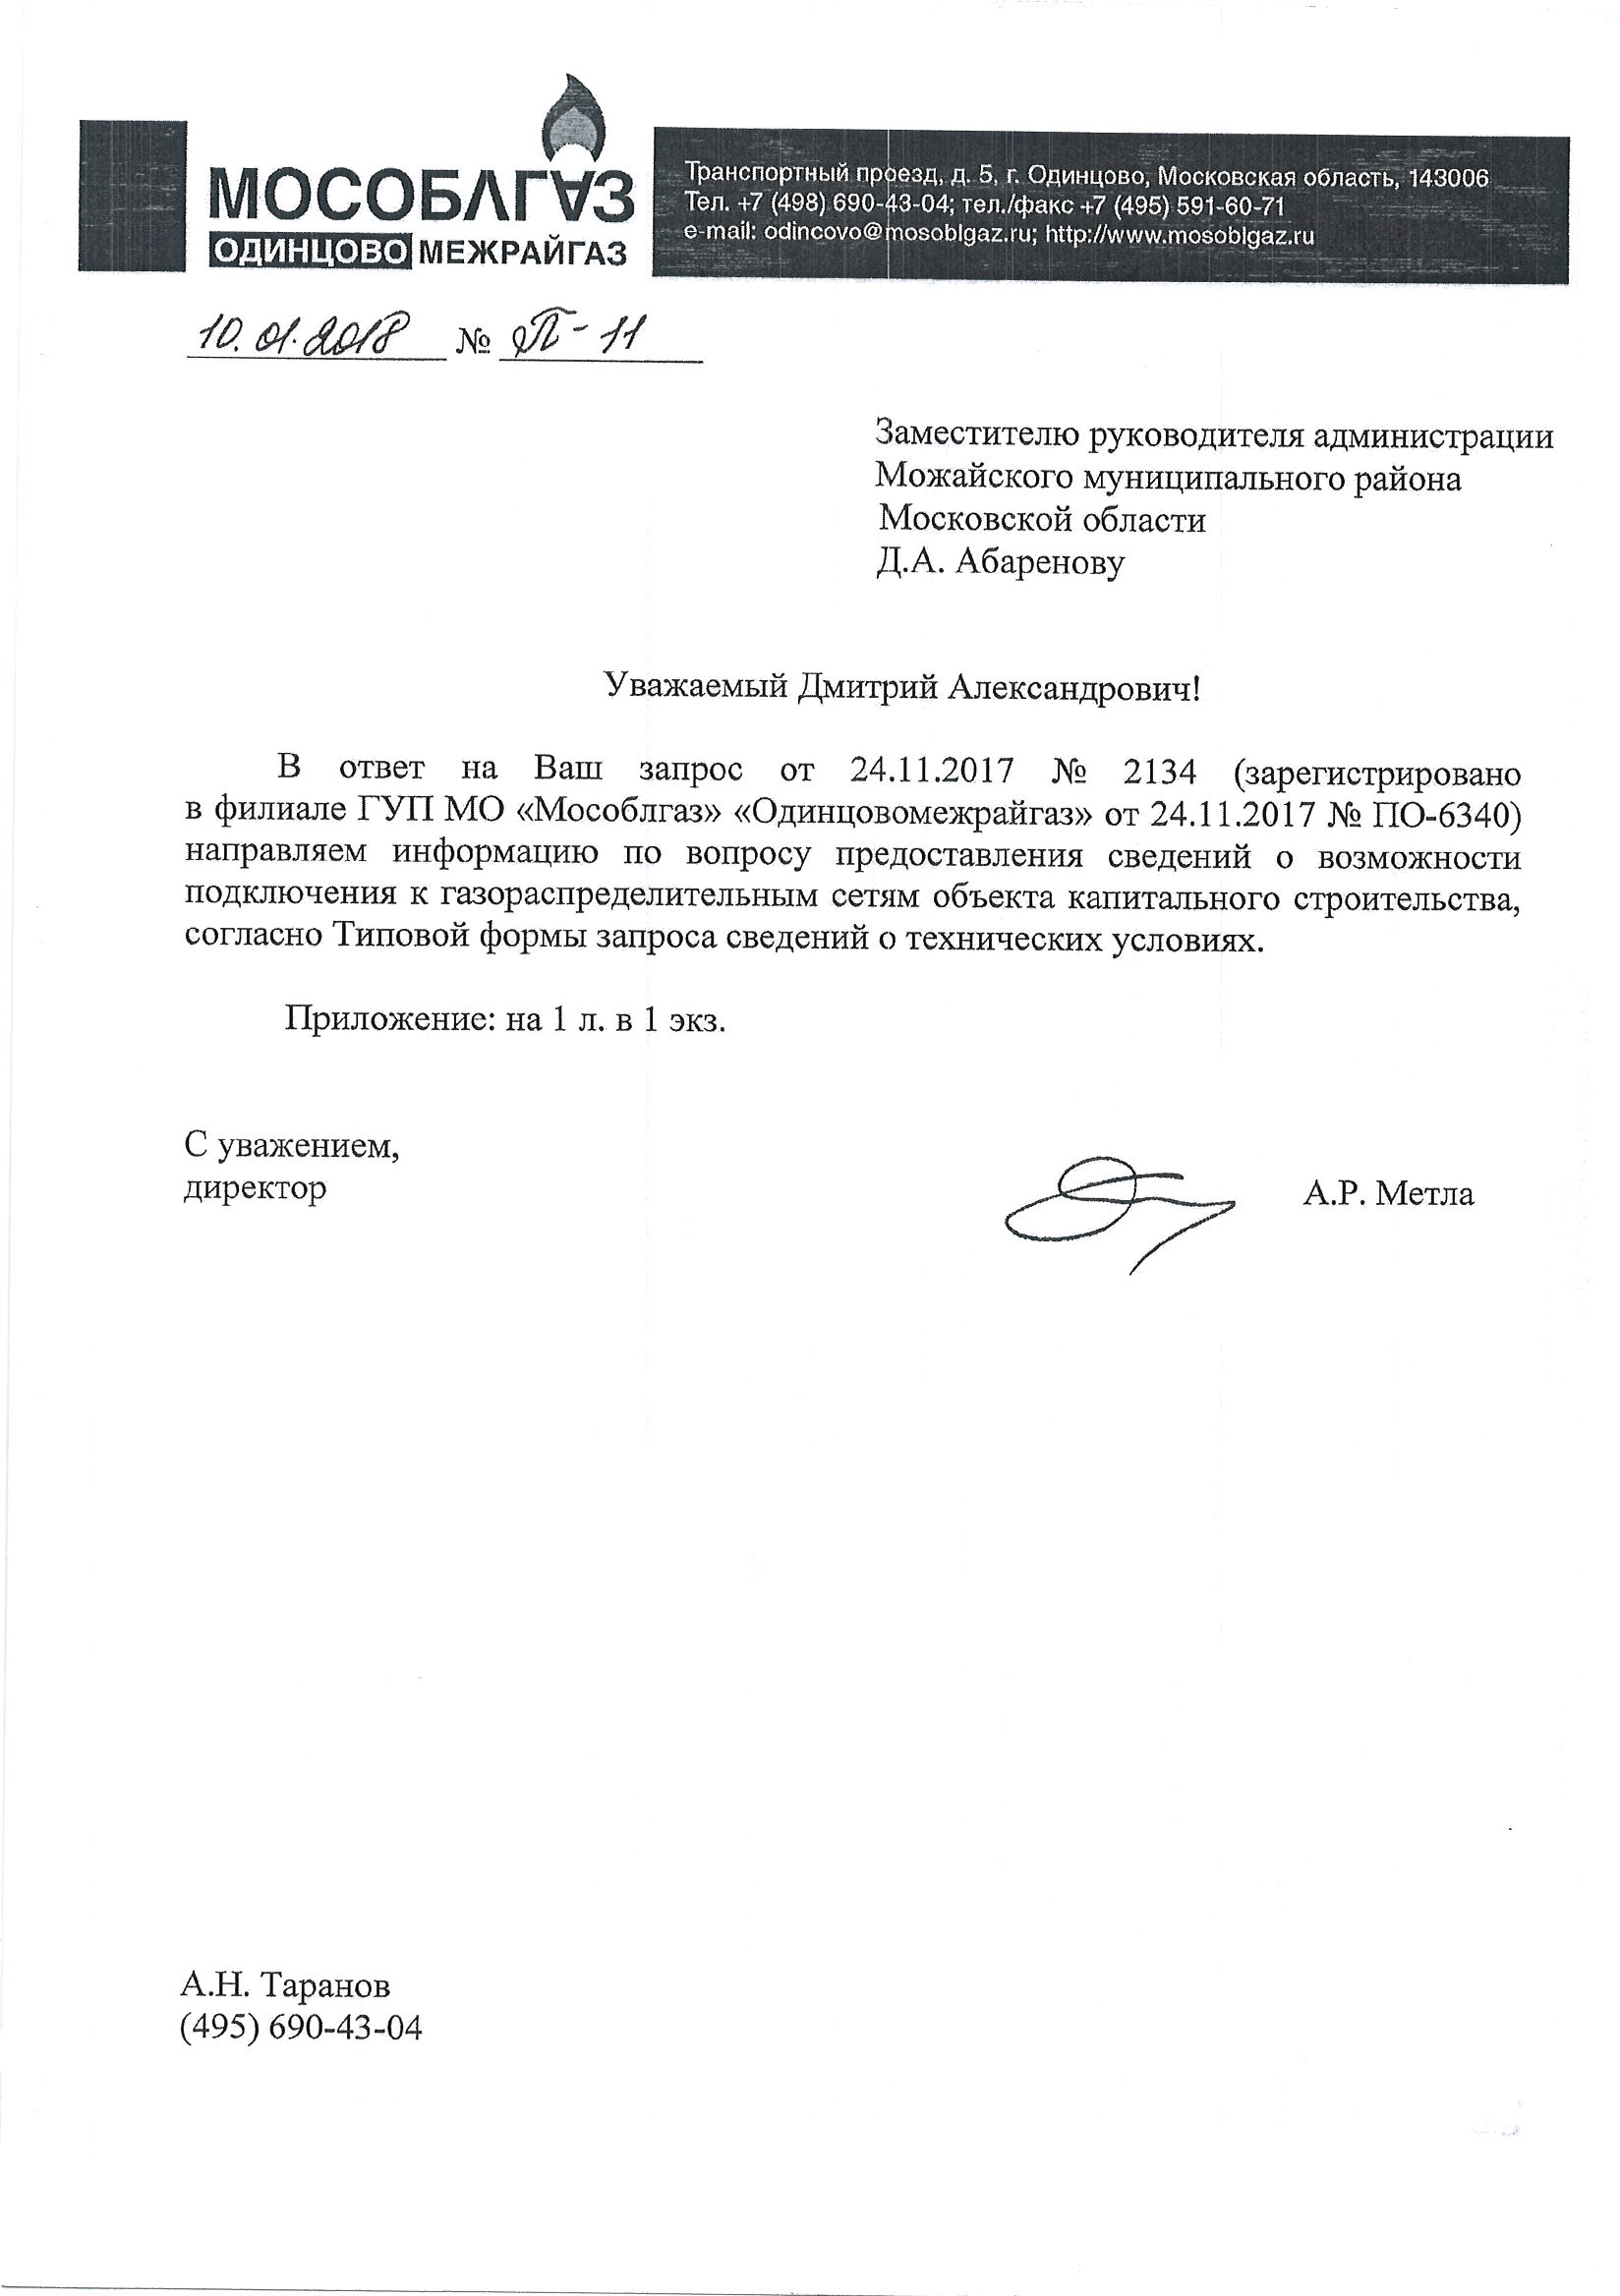 МОСОБЛГАЗ
ОДИНЦОВО МЕЖРАЙГАЗ
Транспортный проезд, д. 5, г. Одинцово, Московская область, 143006
Тел. +7 (498) 690-43-04; тел./факс +7 (495) 591-60-71
e-mail: odincovo@mosoblgaz.ru; http://www.mosoblgaz.ru
10.01.2018 № -11
Заместителю руководителя администрации
Можайского муниципального района
Московской области
Д.А. Абаренову
Уважаемый Дмитрий Александрович!
В ответ на Ваш запрос от 24.11.2017 № 2134 (зарегистрировано
в филиале ГУП МО «Мособлгаз» «Одинцовомежрайгаз» от 24.11.2017 № ПО-6340)
направляем информацию по вопросу предоставления сведений о возможности
подключения к газораспределительным сетям объекта капитального строительства,
согласно Типовой формы запроса сведений о технических условиях.
Приложение: на 1 л. в 1 экз.
С уважением,
директор
А.Р. Метла
А.Н. Таранов
(495) 690-43-04